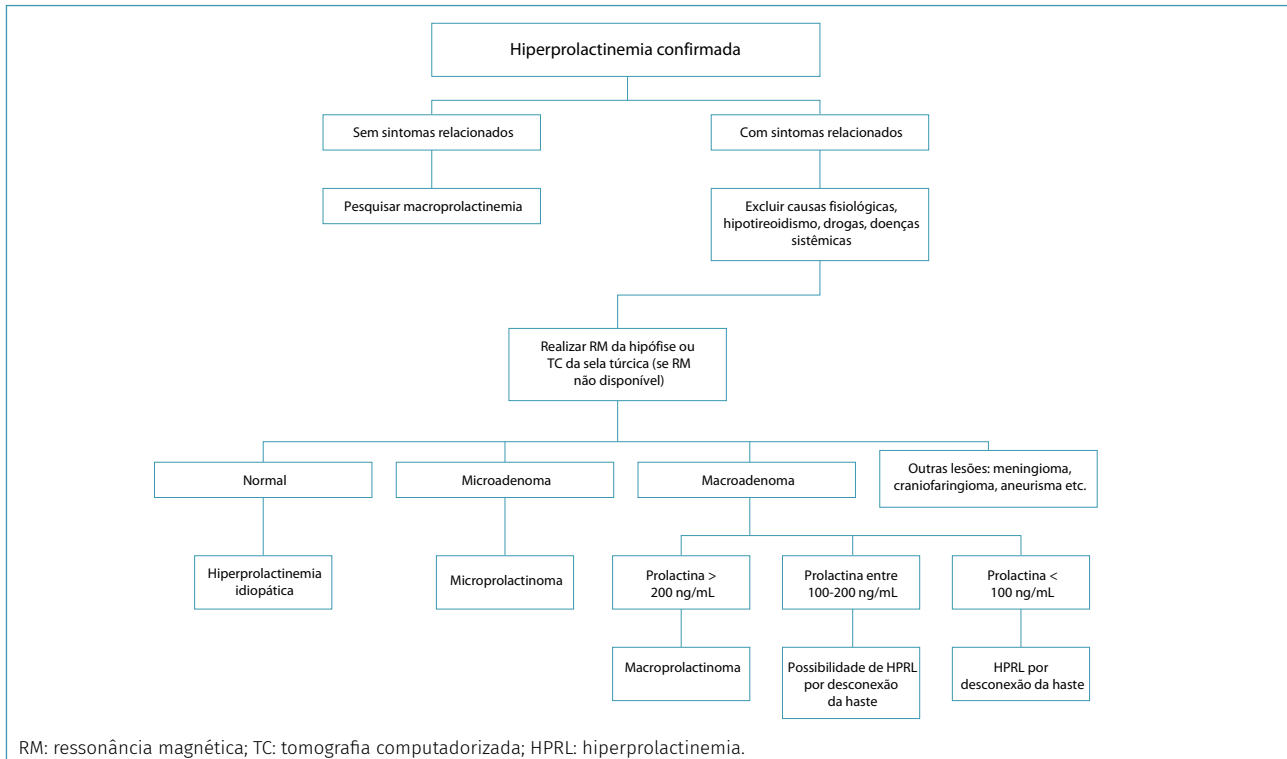 Hiperprolactinemia confirmada
Sem sintomas relacionados
Com sintomas relacionados
Pesquisar macroprolactinemia
Excluir causas fisiológicas,
hipotireoidismo, drogas, doenças
sistêmicas
Realizar RM da hipófise ou
TC da sela túrcica (se RM
não disponível)
Normal
Microadenoma
Macroadenoma
Outras lesões: meningioma,
craniofaringioma, aneurisma etc.
Hiperprolactinemia
idiopática
Microprolactinoma
Prolactina >
200 ng/mL
Prolactina entre
100-200 ng/mL
Prolactina <
100 ng/mL
Macroprolactinoma
Possibilidade de HPRL
por desconexão
da haste
HPRL por
desconexão da haste
RM: ressonância magnética; TC: tomografia computadorizada; HPRL: hiperprolactinemia.